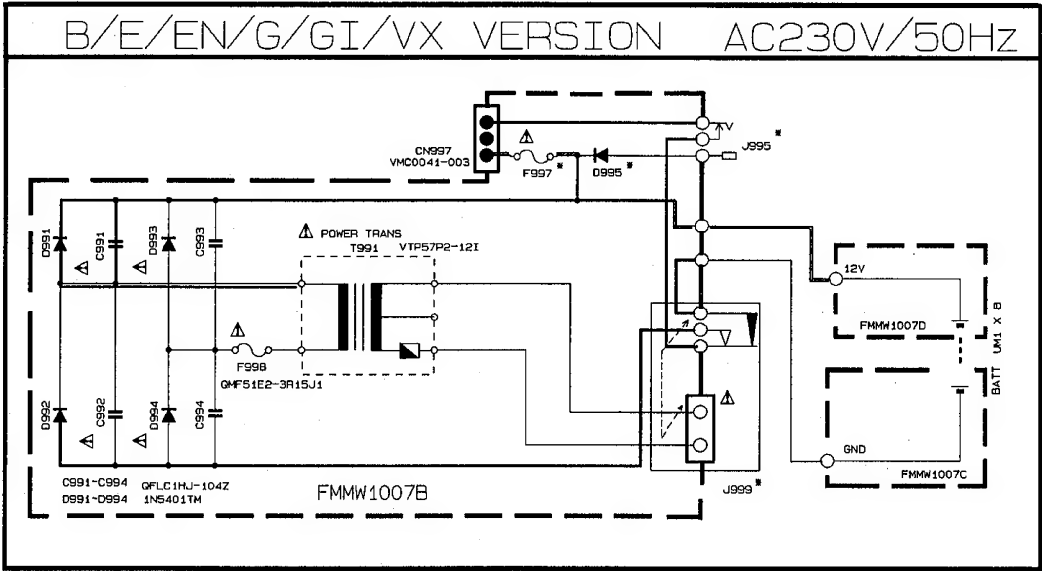 B/E/EN/G/GI/VX VERSION AC230V/50Hz
CN997
VMC0041-003
F997*
D995*
J995*
D991
C991
D993
C993
POWER TRANS
T991 VTP57P2-12I
12V
FMMW1007D
BATT UM1 X 8
F998
QMF51E2-3R15J1
D992
C992
D994
C994
GND
FMMW1007C
C991~C994 QFLC1HJ-104Z
D991~D994 1N5401TM
FMMW1007B
J999*